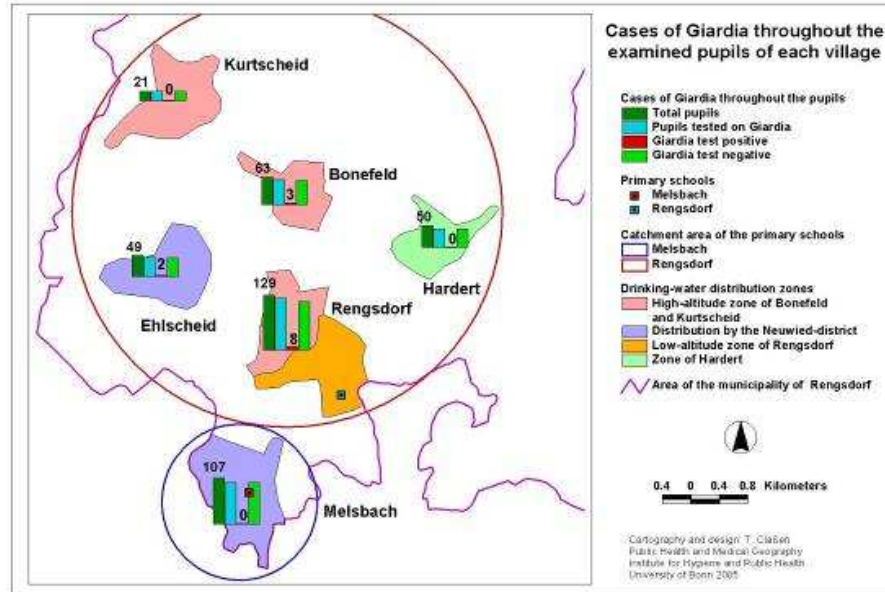 Cases of Giardia throughout the
examined pupils of each village
Kurtscheid
21
0
Bonefeld
63
3
50
0
Hardert
49
2
Ehlscheid
129
8
Rengsdorf
107
0
Melsbach
Cases of Giardia throughout the pupils
Total pupils
Pupils tested on Giardia
Giardia test positive
Giardia test negative
Primary schools
Melsbach
Rengsdorf
Catchment area of the primary schools
Melsbach
Rengsdorf
Drinking-water distribution zones
High-altitude zone of Bonefeld
and Kurtscheid
Distribution by the Neuwied-district
Low-altitude zone of Rengsdorf
Zone of Hardert
Area of the municipality of Rengsdorf
0.4 0 0.4 0.8 Kilometers
Cartography and design: T. Claßen
Public Health and Medical Geography
Institute for Hygiene and Public Health
University of Bonn 2005